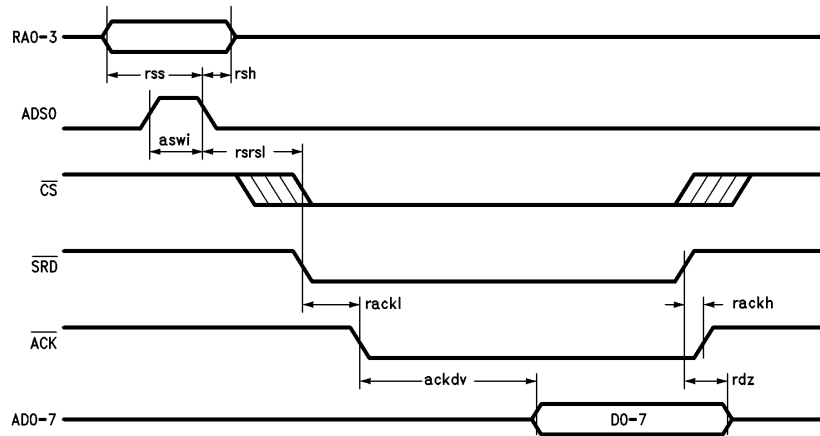 RA0-3
rss
rsh
ADS0
aswi
rsrsl
CS
SRD
rackl
rackh
ACK
ackdv
rdz
AD0-7
D0-7